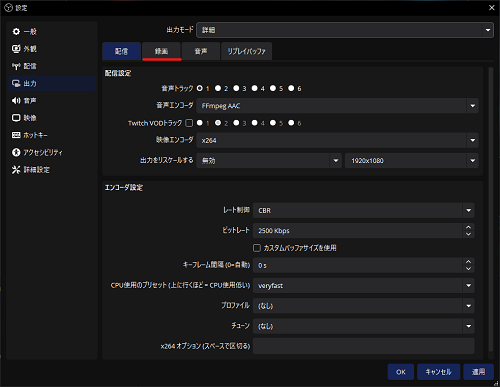 設定
一般
外観
配信
出力
音声
映像
ホットキー
アクセシビリティ
詳細設定
出力モード 詳細
配信 録画 音声 リプレイバッファ
配信設定
音声トラック 1 2 3 4 5 6
音声エンコーダ FFmpeg AAC
Twitch VODトラック 1 2 3 4 5 6
映像エンコーダ x264
出力をリスケールする 無効 1920x1080
エンコーダ設定
レート制御 CBR
ビットレート 2500 Kbps
カスタムバッファサイズを使用
キーフレーム間隔 (0=自動) 0 s
CPU使用のプリセット (上に行くほど = CPU使用低い) veryfast
プロファイル (なし)
チューン (なし)
x264 オプション (スペースで区切る)
OK キャンセル 適用